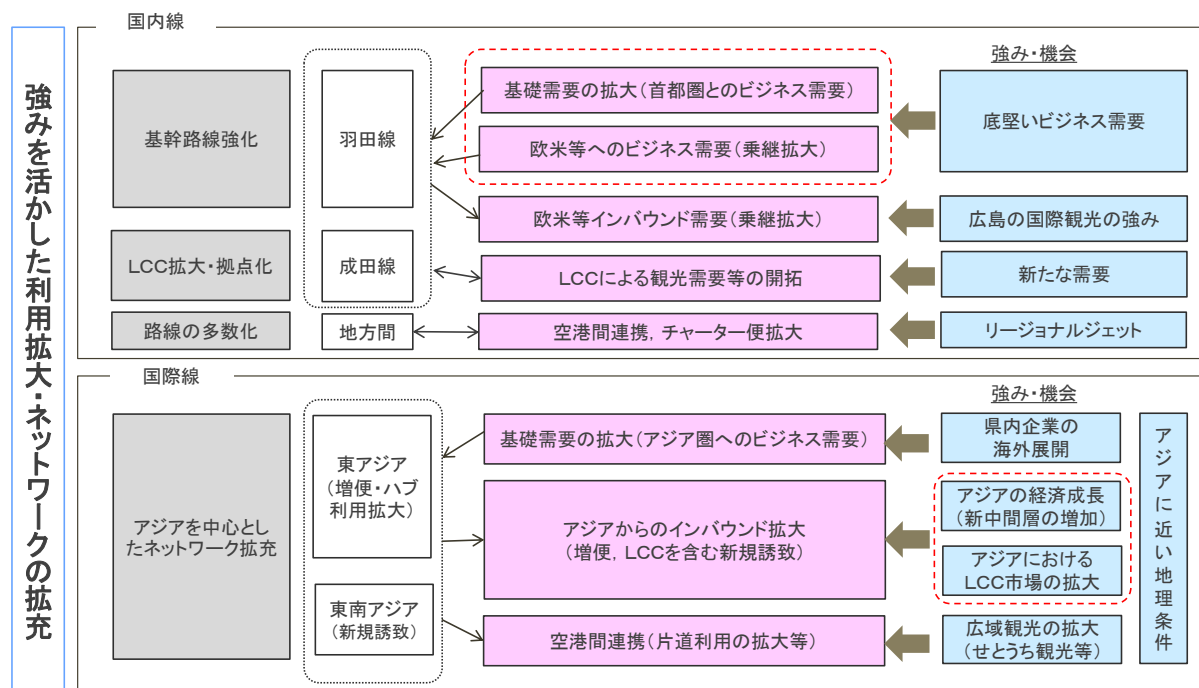 強みを活かした利用拡大・ネットワークの拡充
国内線
強み・機会
基幹路線強化
羽田線
基礎需要の拡大(首都圏とのビジネス需要)
欧米等へのビジネス需要(乗継拡大)
底堅いビジネス需要
欧米等インバウンド需要(乗継拡大)
広島の国際観光の強み
LCC拡大・拠点化
成田線
LCCによる観光需要等の開拓
新たな需要
路線の多数化
地方間
空港間連携，チャーター便拡大
リージョナルジェット
国際線
強み・機会
アジアを中心とし
たネットワーク拡充
東アジア
(増便・ハブ
利用拡大)
基礎需要の拡大(アジア圏へのビジネス需要)
県内企業の
海外展開
アジアからのインバウンド拡大
(増便，LCCを含む新規誘致)
アジアの経済成長
(新中間層の増加)
アジアにおける
LCC市場の拡大
東南アジア
(新規誘致)
空港間連携(片道利用の拡大等)
広域観光の拡大
(せとうち観光等)
アジアに近い地理条件